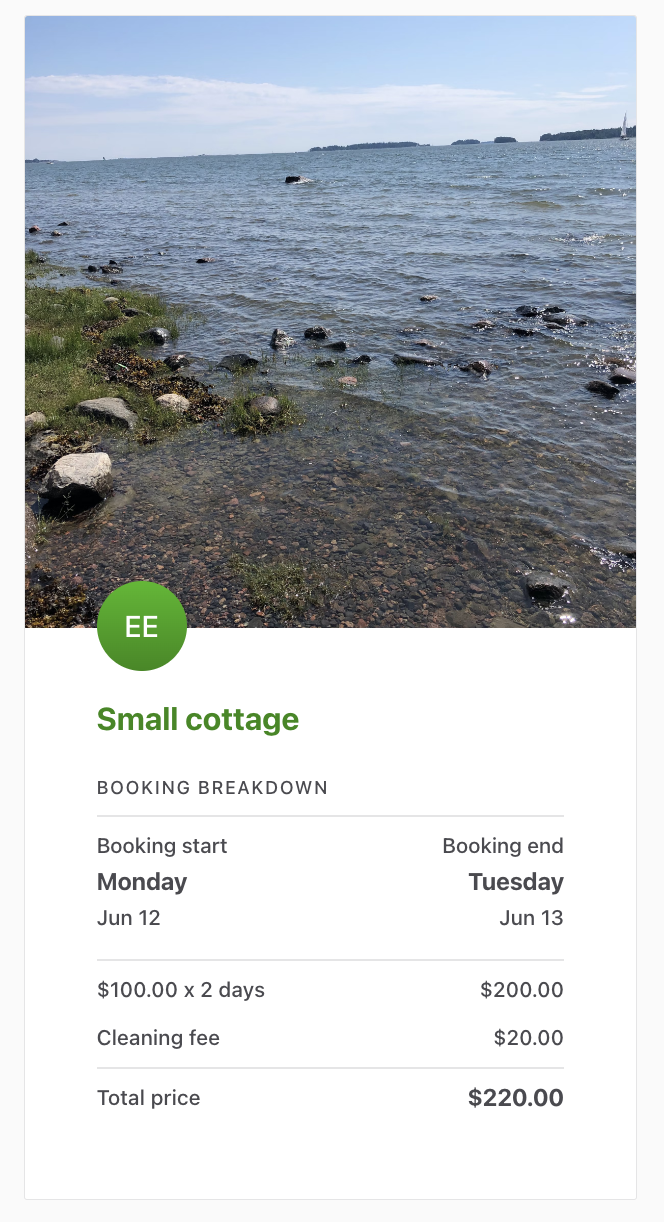 EE
Small cottage
BOOKING BREAKDOWN
Booking start Booking end
Monday Tuesday
Jun 12 Jun 13
$100.00 x 2 days $200.00
Cleaning fee $20.00
Total price $220.00